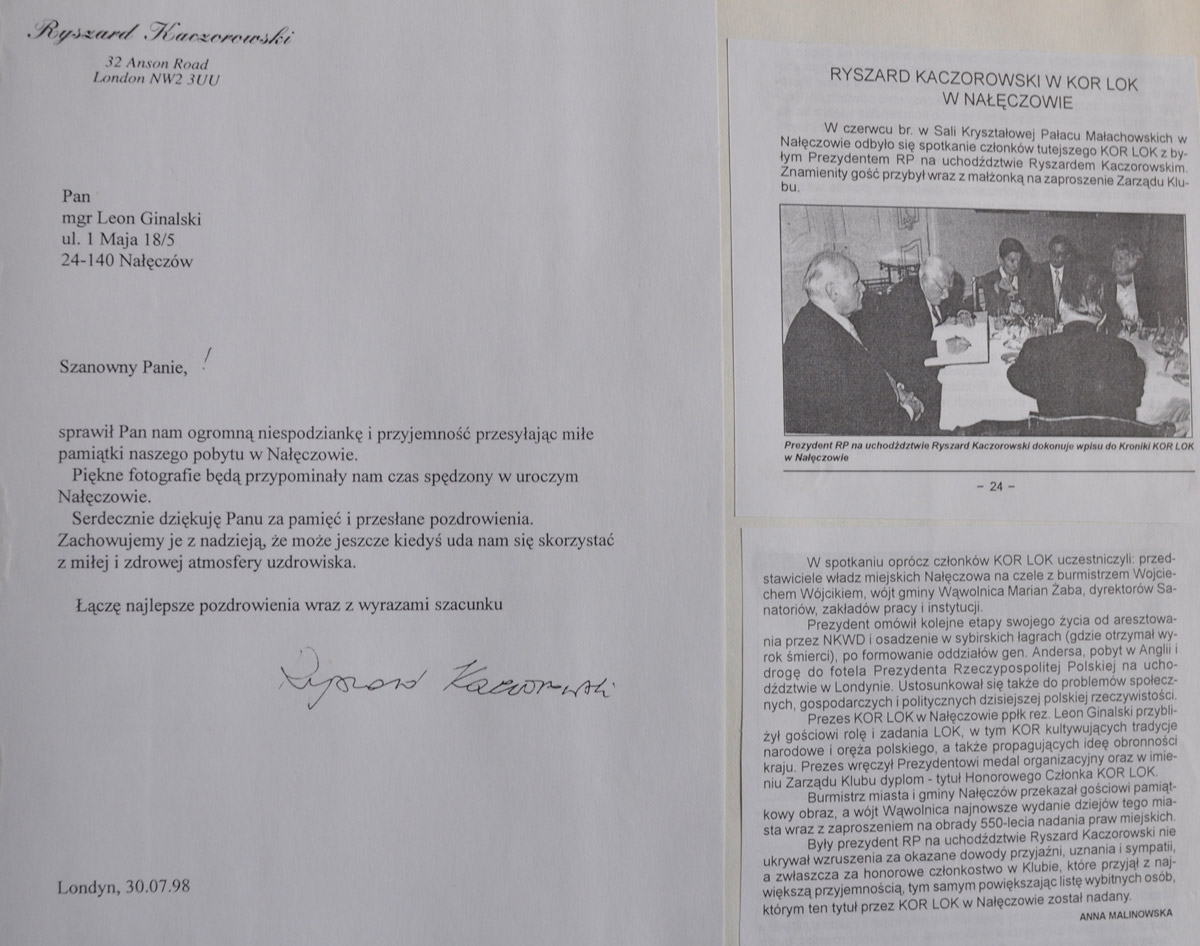 Ryszard Kaczorowski
32 Anson Road
London NW2 3UU
Pan
mgr Leon Ginalski
ul. 1 Maja 18/5
24-140 Nałęczów
Szanowny Panie, !
sprawił Pan nam ogromną niespodziankę i przyjemność przesyłając miłe
pamiątki naszego pobytu w Nałęczowie.
Piękne fotografie będą przypominały nam czas spędzony w uroczym
Nałęczowie.
Serdecznie dziękuję Panu za pamięć i przesłane pozdrowienia.
Zachowujemy je z nadzieją, że może jeszcze kiedyś uda nam się skorzystać
z miłej i zdrowej atmosfery uzdrowiska.
Łączę najlepsze pozdrowienia wraz z wyrazami szacunku
Ryszard Kaczorowski
Londyn, 30.07.98
RYSZARD KACZOROWSKI W KOR LOK
W NAŁĘCZOWIE
W czerwcu br. w Sali Kryształowej Pałacu Małachowskich w
Nałęczowie odbyło się spotkanie członków tutejszego KOR LOK z by-
łym Prezydentem RP na uchodźdztwie Ryszardem Kaczorowskim.
Znamienity gość przybył wraz z małżonką na zaproszenie Zarządu Klu-
bu.
Prezydent RP na uchodźdztwie Ryszard Kaczorowski dokonuje wpisu do Kroniki KOR LOK
w Nałęczowie
– 24 –
W spotkaniu oprócz członków KOR LOK uczestniczyli: przed-
stawiciele władz miejskich Nałęczowa na czele z burmistrzem Wojcie-
chem Wójcikiem, wójt gminy Wąwolnica Marian Żaba, dyrektorów Sa-
natoriów, zakładów pracy i instytucji.
Prezydent omówił kolejne etapy swojego życia od aresztowa-
nia przez NKWD i osadzenie w sybirskich łagrach (gdzie otrzymał wy-
rok śmierci), po formowanie oddziałów gen. Andersa, pobyt w Anglii i
drogę do fotela Prezydenta Rzeczypospolitej Polskiej na ucho-
dździwie w Londynie. Ustosunkował się także do problemów społecz-
nych, gospodarczych i politycznych dzisiejszej polskiej rzeczywistości.
Prezes KOR LOK w Nałęczowie ppłk rez. Leon Ginalski przybli-
żył gościowi rolę i zadania LOK, w tym KOR kultywujących tradycje
narodowe i oręża polskiego, a także propagujących ideę obronności
kraju. Prezes wręczył Prezydentowi medal organizacyjny oraz w imie-
niu Zarządu Klubu dyplom - tytuł Honorowego Członka KOR LOK.
Burmistrz miasta i gminy Nałęczów przekazał gościowi pamiąt-
kowy obraz, a wójt Wąwolnica najnowsze wydanie dziejów tego mia-
sta wraz z zaproszeniem na obrady 550-lecia nadania praw miejskich.
Były prezydent RP na uchodźdztwie Ryszard Kaczorowski nie
ukrywał wzruszenia za okazane dowody przyjaźni, uznania i sympatii,
a zwłaszcza za honorowe członkostwo w Klubie, które przyjął z naj-
większą przyjemnością, tym samym powiększając listę wybitnych osób,
którym ten tytuł przez KOR LOK w Nałęczowie został nadany.
ANNA MALINOWSKA